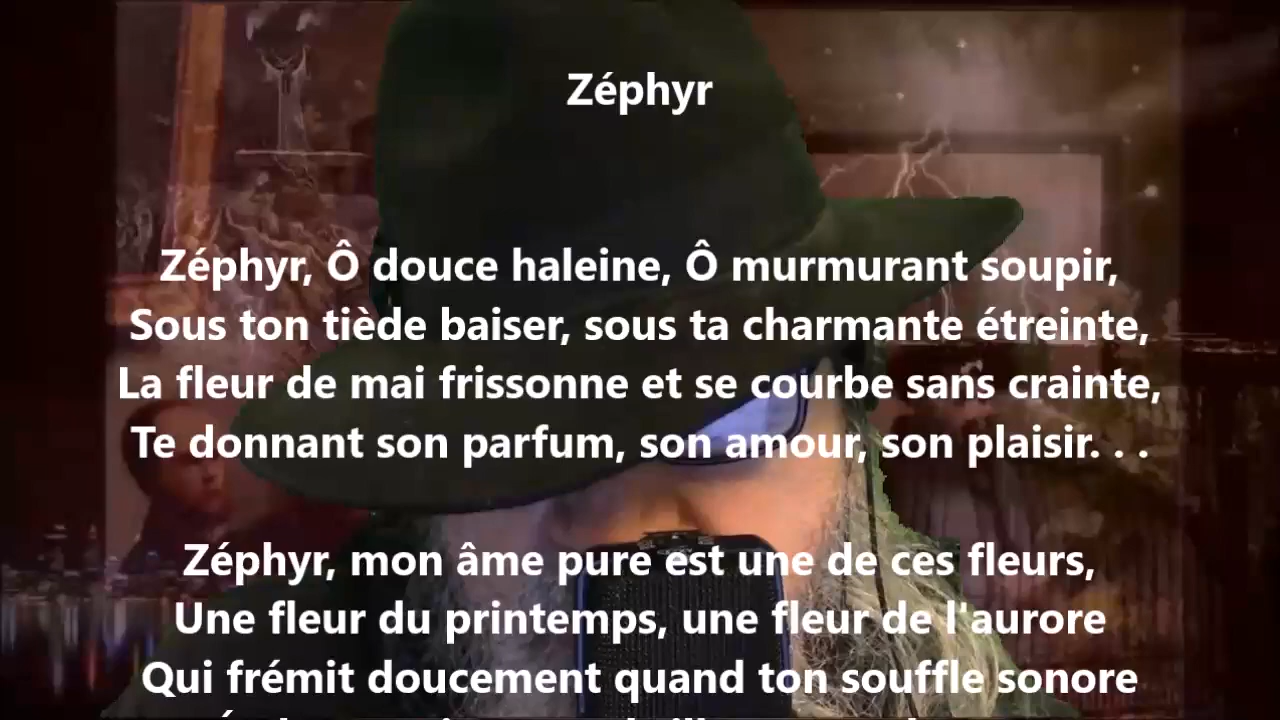 Zéphyr
Zéphyr, Ô douce haleine, Ô murmurant soupir,
Sous ton tiède baiser, sous ta charmante étreinte,
La fleur de mai frissonne et se courbe sans crainte,
Te donnant son parfum, son amour, son plaisir. . .
Zéphyr, mon âme pure est une de ces fleurs,
Une fleur du printemps, une fleur de l'aurore
Qui frémit doucement quand ton souffle sonore